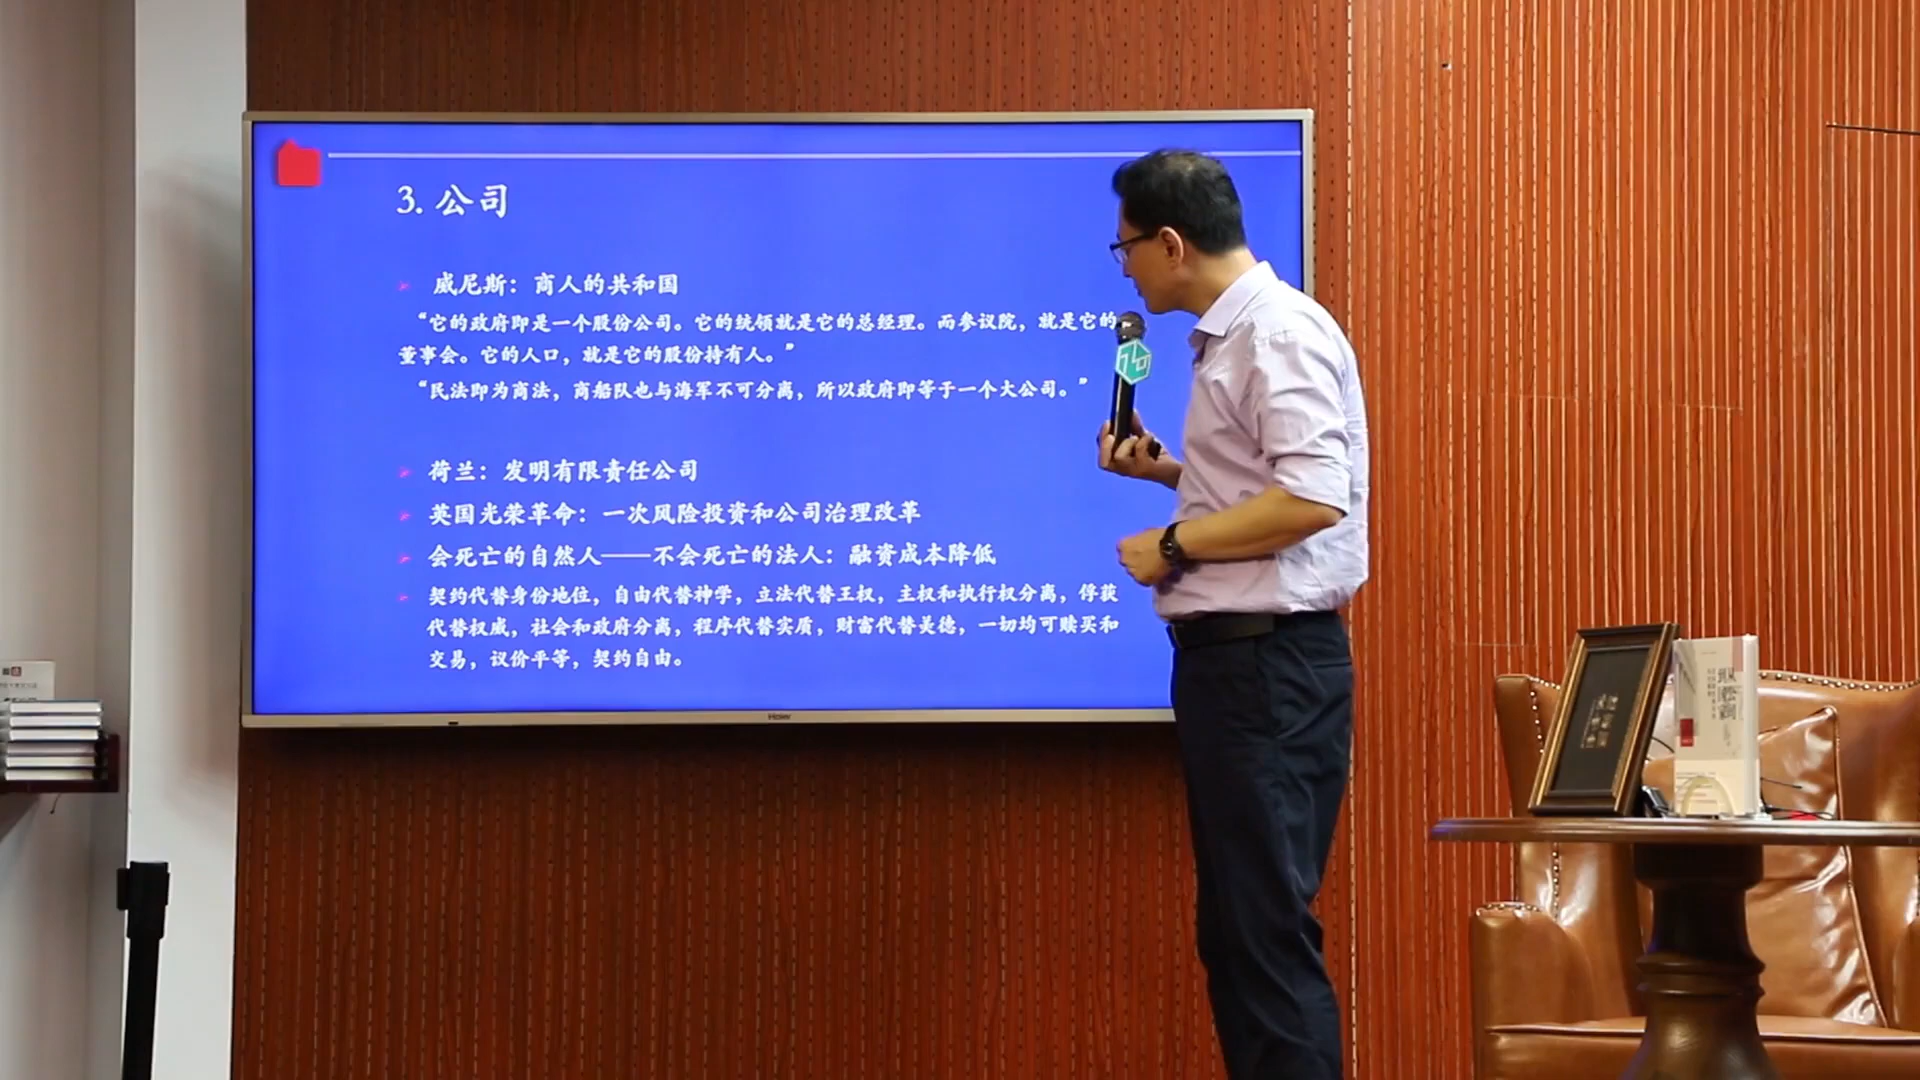 3. 公司
威尼斯：商人的共和国
“它的政府即是一个股份公司。它的统领就是它的总经理。而参议院，就是它的
董事会。它的人口，就是它的股份持有人。”
“民法即为商法，商船队也与海军不可分离，所以政府即等于一个大公司。”
荷兰：发明有限责任公司
英国光荣革命：一次风险投资和公司治理改革
会死亡的自然人——不会死亡的法人：融资成本降低
契约代替身份地位，自由代替神学，立法代替王权，主权和执行权分离，俘获
代替权威，社会和政府分离，程序代替实质，财富代替美德，一切均可赎买和
交易，议价平等，契约自由。
Haier